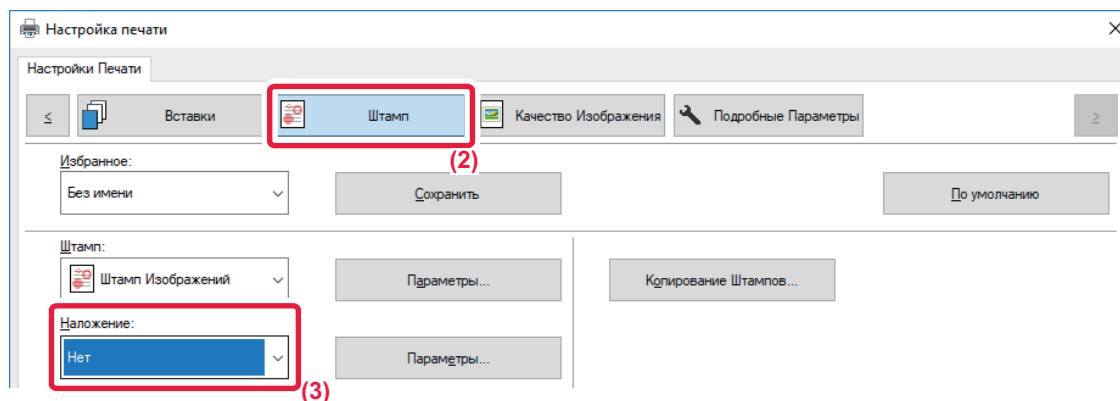 Настройка печати
Настройки Печати
< Вставки Штамп Качество Изображения Подробные Параметры >
(2)
Избранное:
Без имени Сохранить По умолчанию
Штамп:
Штамп Изображений Параметры... Копирование Штампов...
Наложение:
Нет Параметры...
(3)